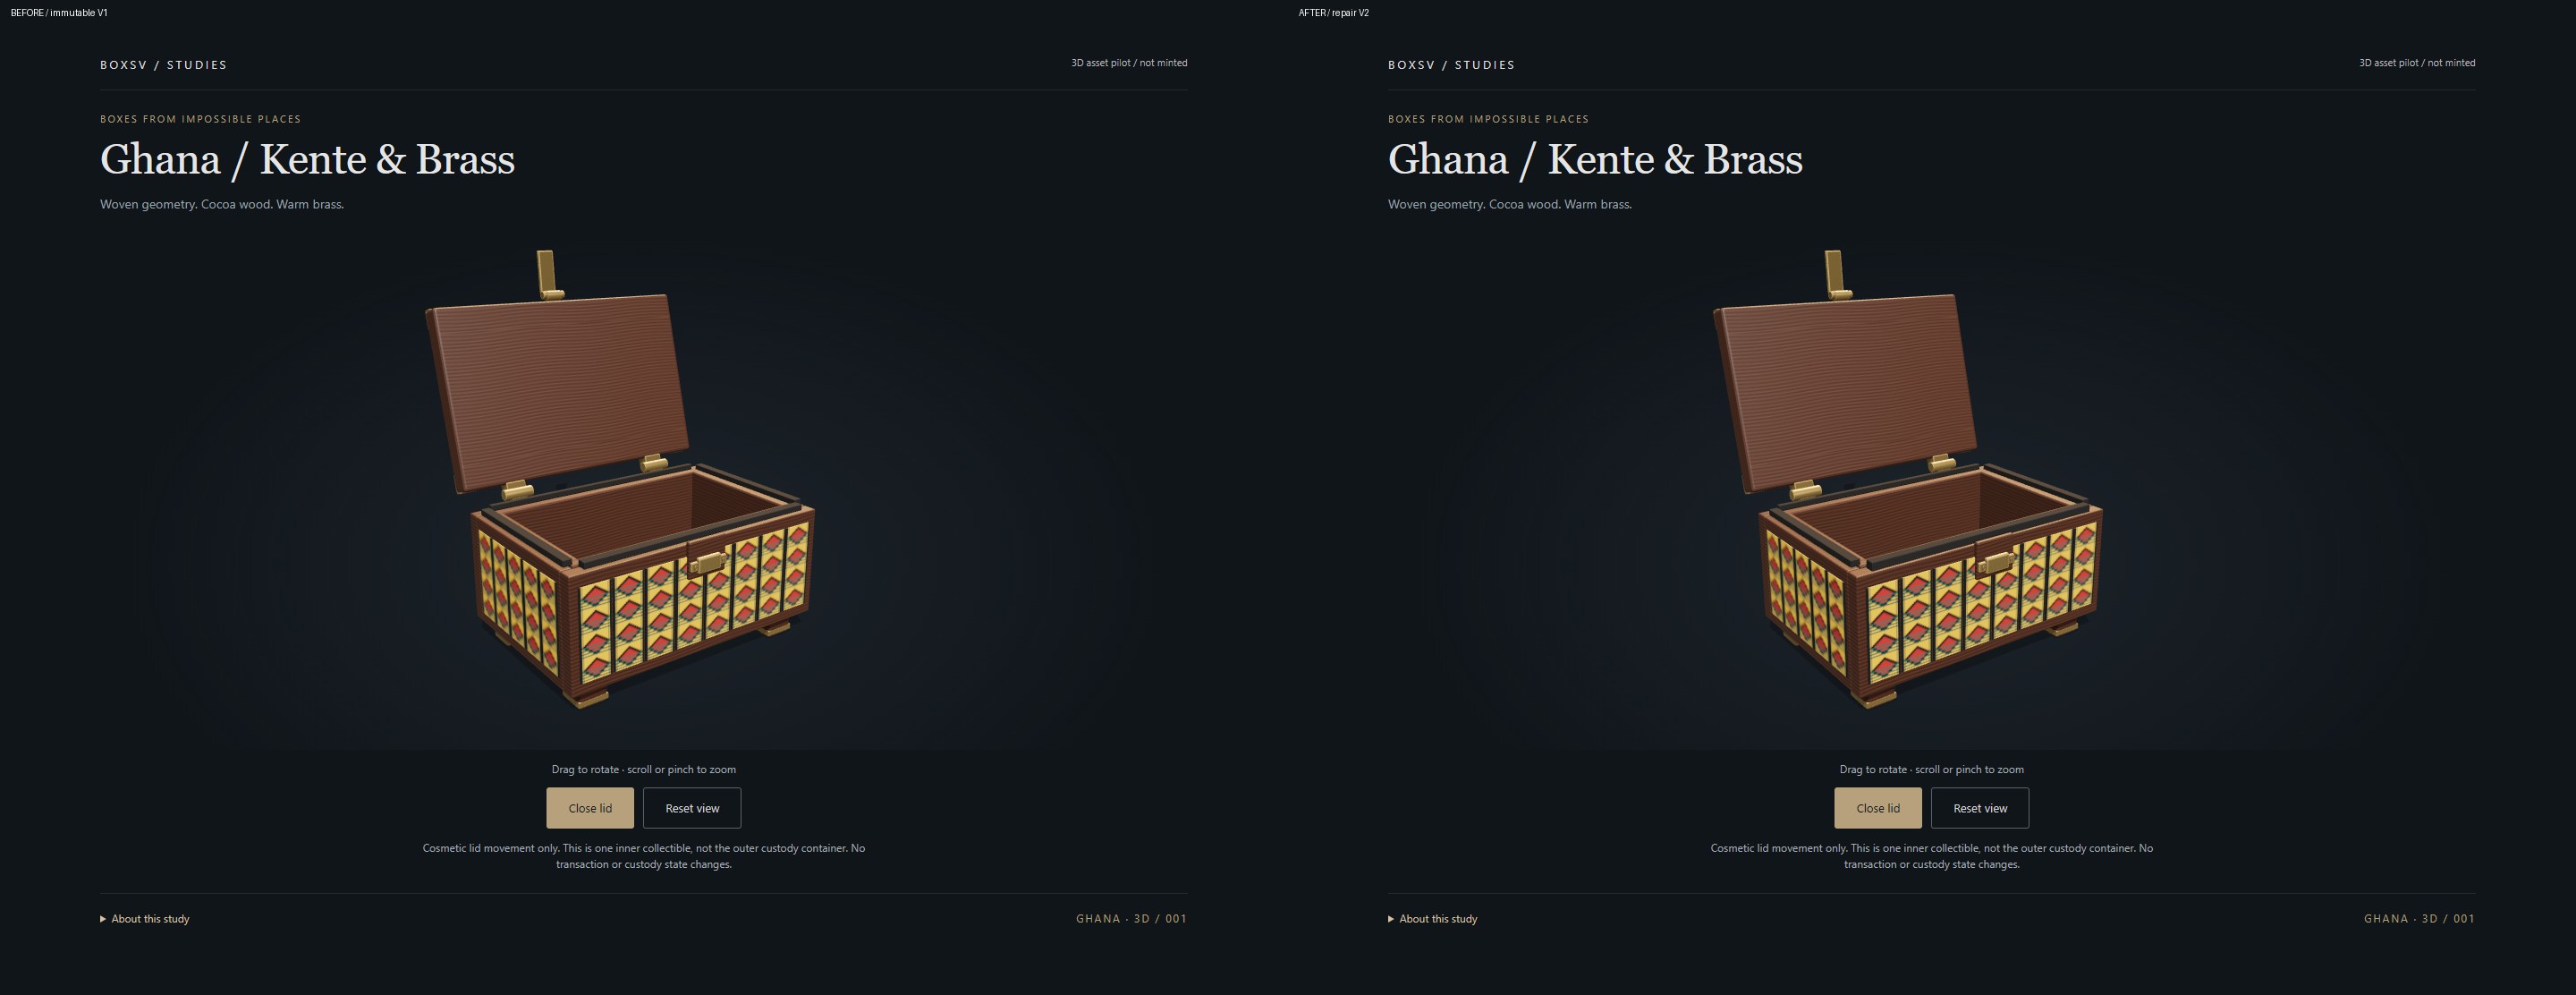 BEFORE / immutable V1
BOXSV / STUDIES
3D asset pilot / not minted
BOXES FROM IMPOSSIBLE PLACES
Ghana / Kente & Brass
Woven geometry. Cocoa wood. Warm brass.
Drag to rotate · scroll or pinch to zoom
Close lid
Reset view
Cosmetic lid movement only. This is one inner collectible, not the outer custody container. No
transaction or custody state changes.
▶ About this study
GHANA · 3D / 001
AFTER / repair V2
BOXSV / STUDIES
3D asset pilot / not minted
BOXES FROM IMPOSSIBLE PLACES
Ghana / Kente & Brass
Woven geometry. Cocoa wood. Warm brass.
Drag to rotate · scroll or pinch to zoom
Close lid
Reset view
Cosmetic lid movement only. This is one inner collectible, not the outer custody container. No
transaction or custody state changes.
▶ About this study
GHANA · 3D / 001